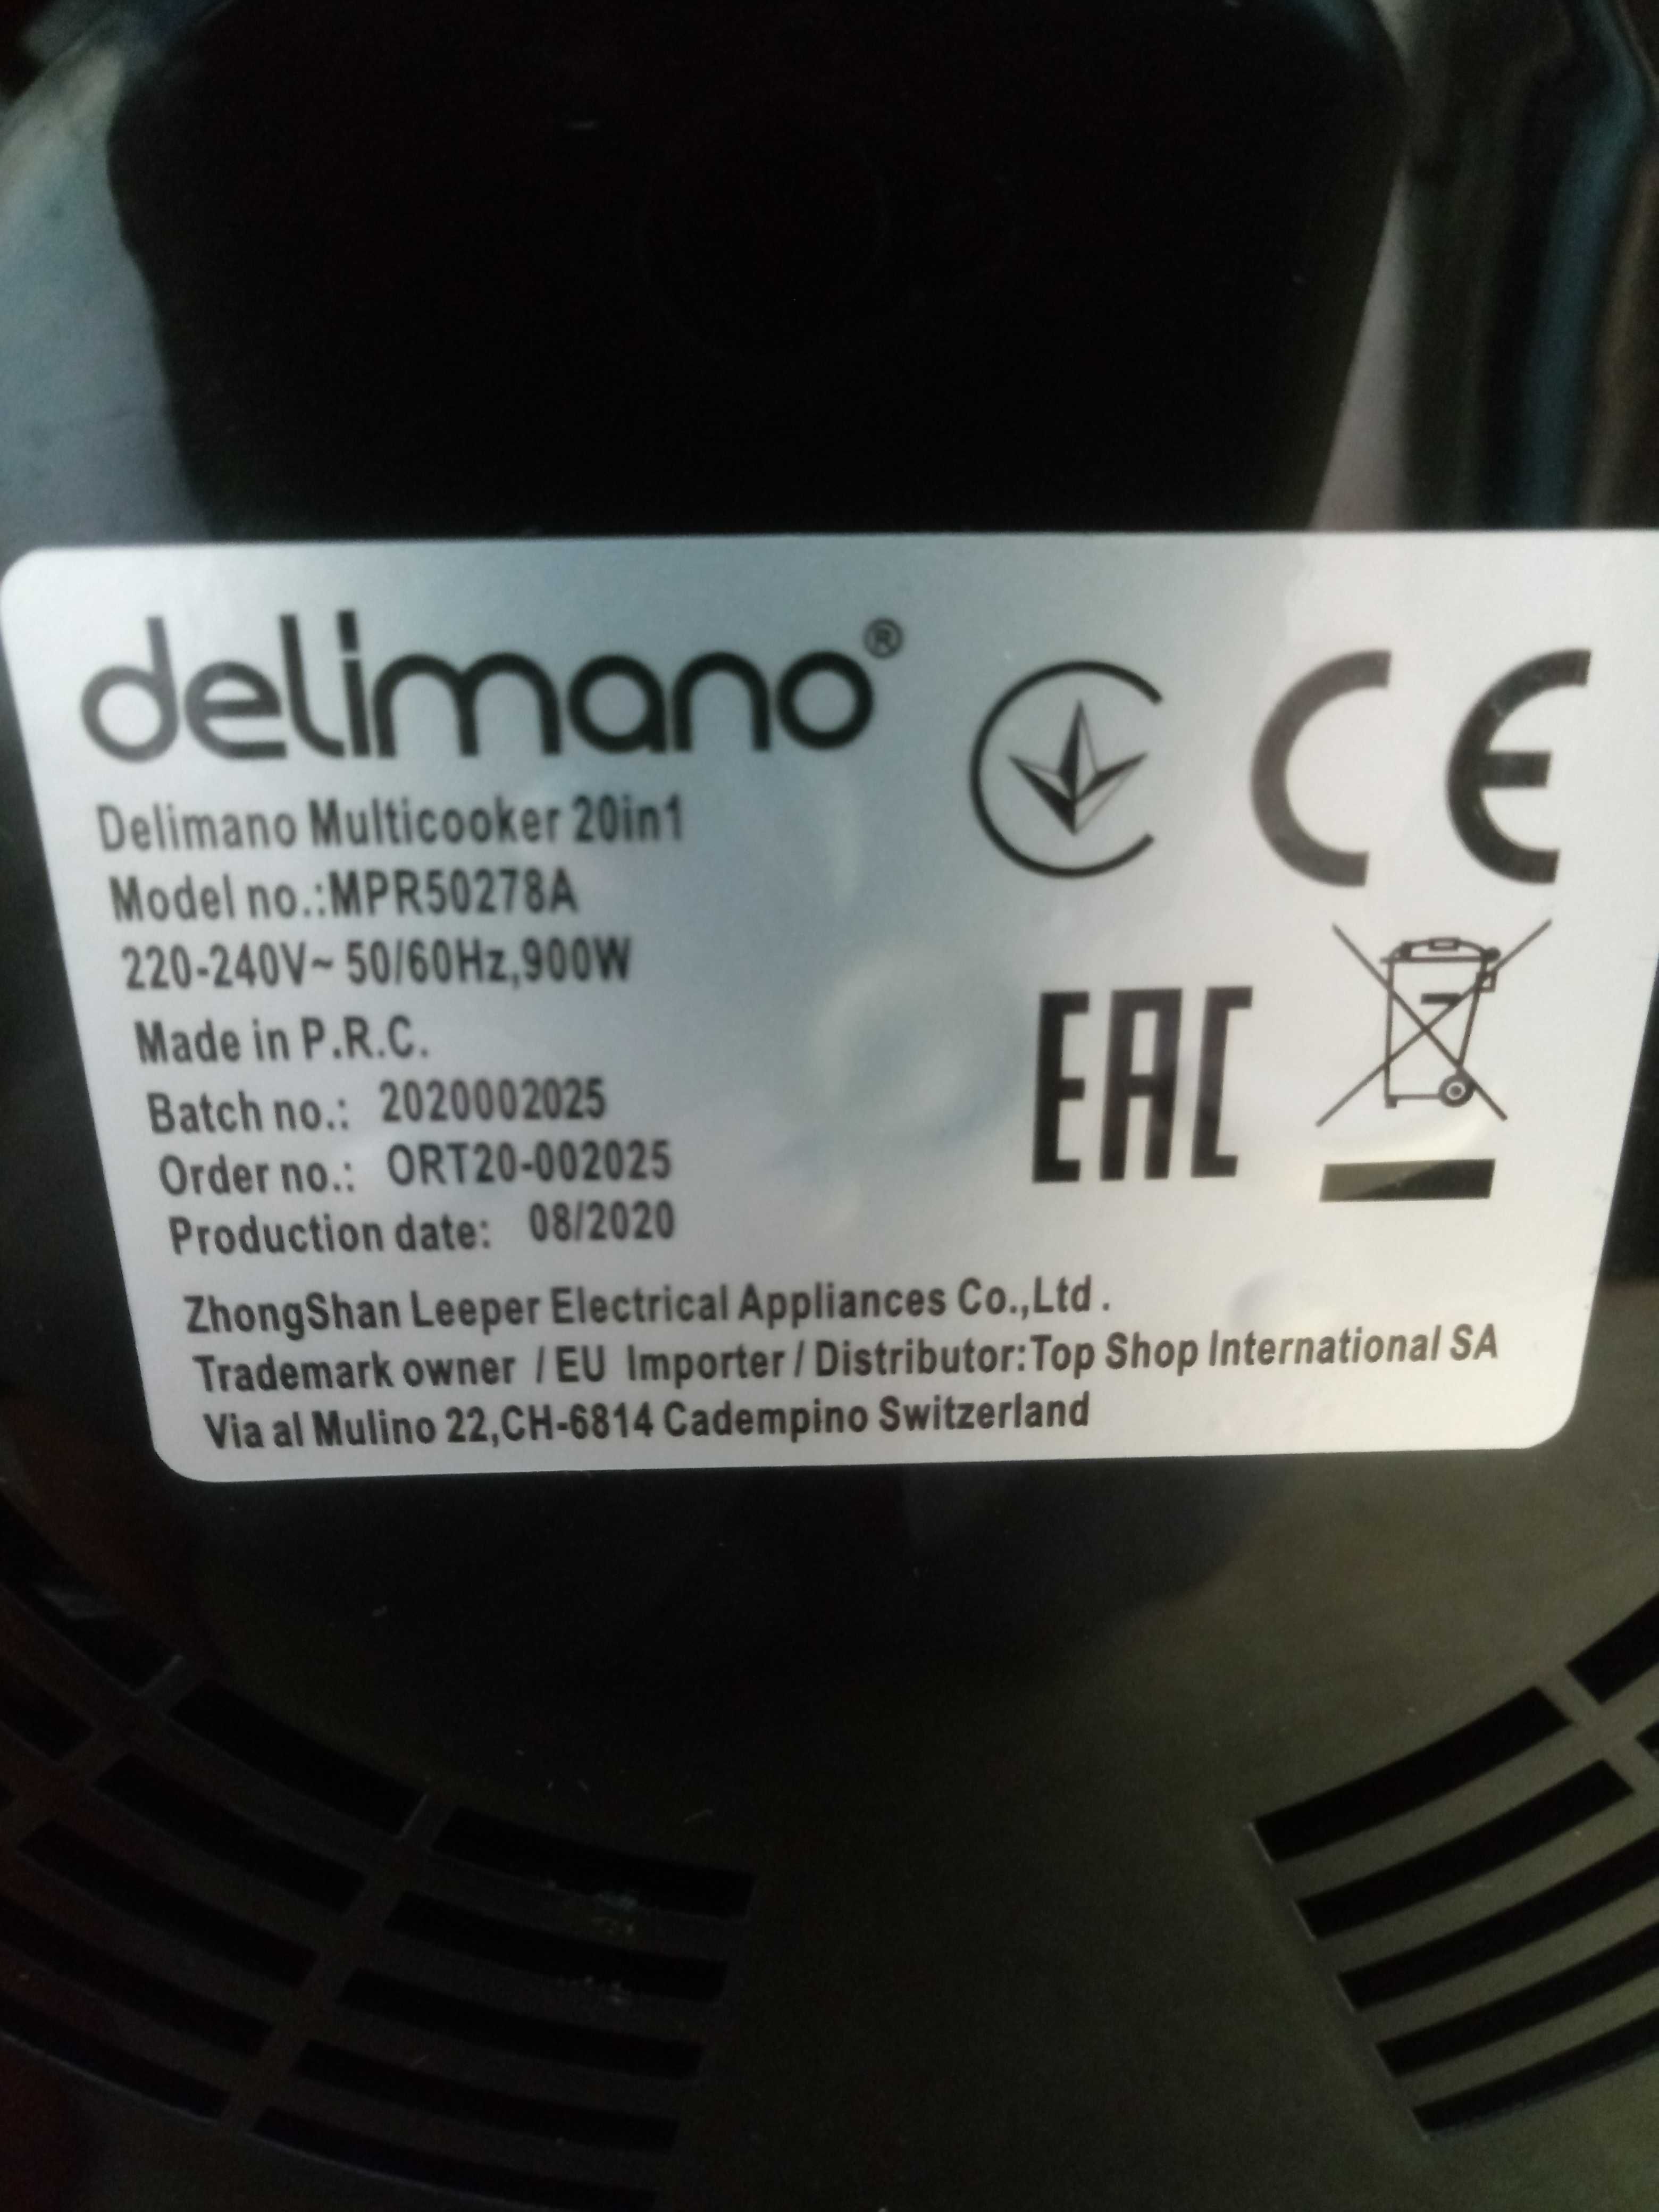 delimano®
Delimano Multicooker 20in1
Model no.:MPR50278A
220-240V~ 50/60Hz,900W
Made in P.R.C.
Batch no.: 2020002025
Order no.: ORT20-002025
Production date: 08/2020
CE
EAC
ZhongShan Leeper Electrical Appliances Co.,Ltd.
Trademark owner / EU Importer / Distributor:Top Shop International SA
Via al Mulino 22,CH-6814 Cadempino Switzerland